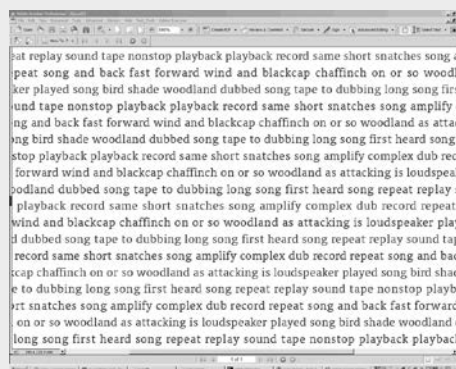 eat replay sound tape nonstop playback playback record same short snatches song a
peat song and back fast forward wind and blackcap chaffinch on or so woodl
ker played song bird shade woodland dubbed song tape to dubbing long song firs
und tape nonstop playback playback record same short snatches song amplify
ng and back fast forward wind and blackcap chaffinch on or so woodland as attac
ong bird shade woodland dubbed song tape to dubbing long song first heard song
stop playback playback record same short snatches song amplify complex dub rec
forward wind and blackcap chaffinch on or so woodland as attacking is loudspeak
oodland dubbed song tape to dubbing long song first heard song repeat replay s
playback record same short snatches song amplify complex dub record repeat
wind and blackcap chaffinch on or so woodland as attacking is loudspeaker play
d dubbed song tape to dubbing long song first heard song repeat replay sound tap
record same short snatches song amplify complex dub record repeat song and bac
kcap chaffinch on or so woodland as attacking is loudspeaker played song bird shad
e to dubbing long song first heard song repeat replay sound tape nonstop playb
ort snatches song amplify complex dub record repeat song and back fast forward
on or so woodland as attacking is loudspeaker played song bird shade woodland
long song first heard song repeat replay sound tape nonstop playback playback